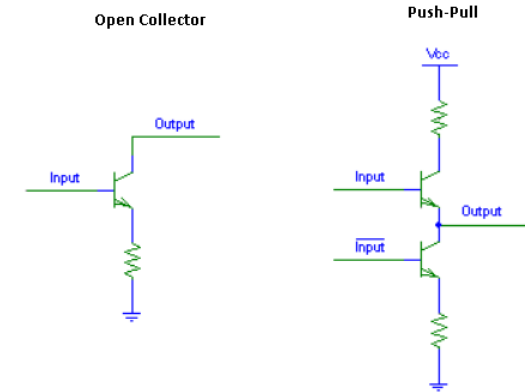 Open Collector
Output
Input
Push-Pull
Vcc
Input
Output
Input